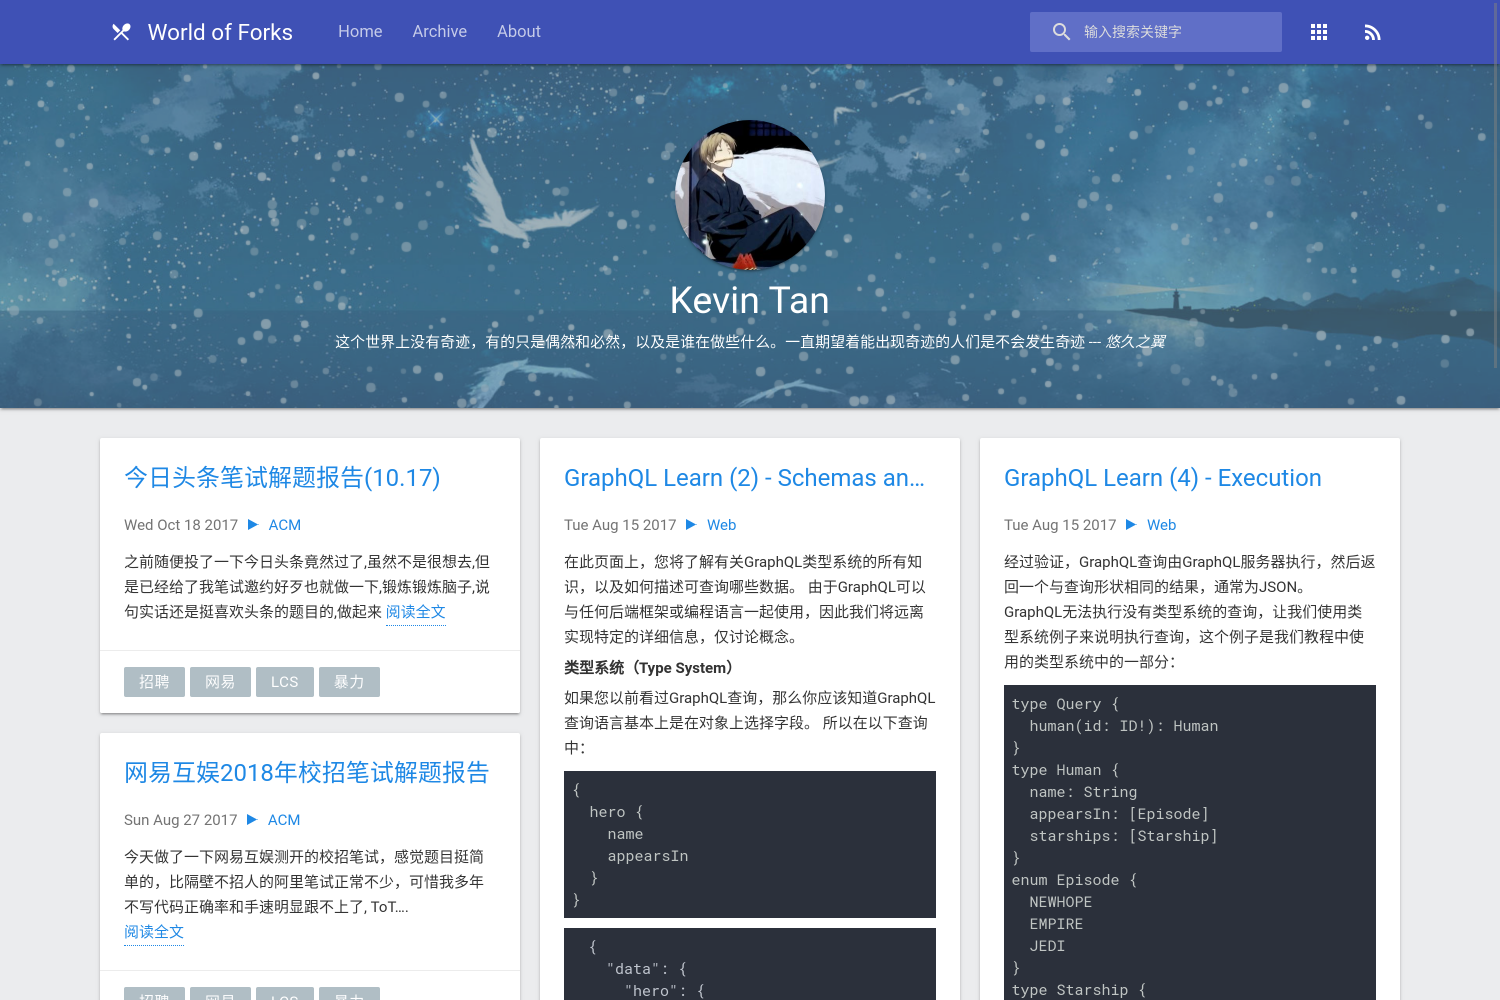 World of Forks
Home
Archive
About
输入搜索关键字
Kevin Tan
这个世界上没有奇迹，有的只是偶然和必然，以及是谁在做些什么。一直期望着能出现奇迹的人们是不会发生奇迹 --- 悠久之翼
今日头条笔试解题报告(10.17)
Wed Oct 18 2017 ACM
之前随便投了一下今日头条竟然过了,虽然不是很想去,但
是已经给了我笔试邀约好歹也就做一下,锻炼锻炼脑子,说
句实话还是挺喜欢头条的题目的,做起来 阅读全文
招聘 网易 LCS 暴力
网易互娱2018年校招笔试解题报告
Sun Aug 27 2017 ACM
今天做了一下网易互娱测开的校招笔试，感觉题目挺简
单的，比隔壁不招人的阿里笔试正常不少，可惜我多年
不写代码正确率和手速明显跟不上了, ToT....
阅读全文
招聘 网易 LCS 暴力
GraphQL Learn (2) - Schemas an...
Tue Aug 15 2017 Web
在此页面上，您将了解有关GraphQL类型系统的所有知
识，以及如何描述可查询哪些数据。 由于GraphQL可以
与任何后端框架或编程语言一起使用，因此我们将远离
实现特定的详细信息，仅讨论概念。
类型系统（Type System）
如果您以前看过GraphQL查询，那么你应该知道GraphQL
查询语言基本上是在对象上选择字段。 所以在以下查询
中：
{
  hero {
    name
    appearsIn
  }
}
{
  "data": {
    "hero": {
GraphQL Learn (4) - Execution
Tue Aug 15 2017 Web
经过验证，GraphQL查询由GraphQL服务器执行，然后返
回一个与查询形状相同的结果，通常为JSON。
GraphQL无法执行没有类型系统的查询，让我们使用类
型系统例子来说明执行查询，这个例子是我们教程中使
用的类型系统中的一部分：
type Query {
  human(id: ID!): Human
}
type Human {
  name: String
  appearsIn: [Episode]
  starships: [Starship]
}
enum Episode {
  NEWHOPE
  EMPIRE
  JEDI
}
type Starship {